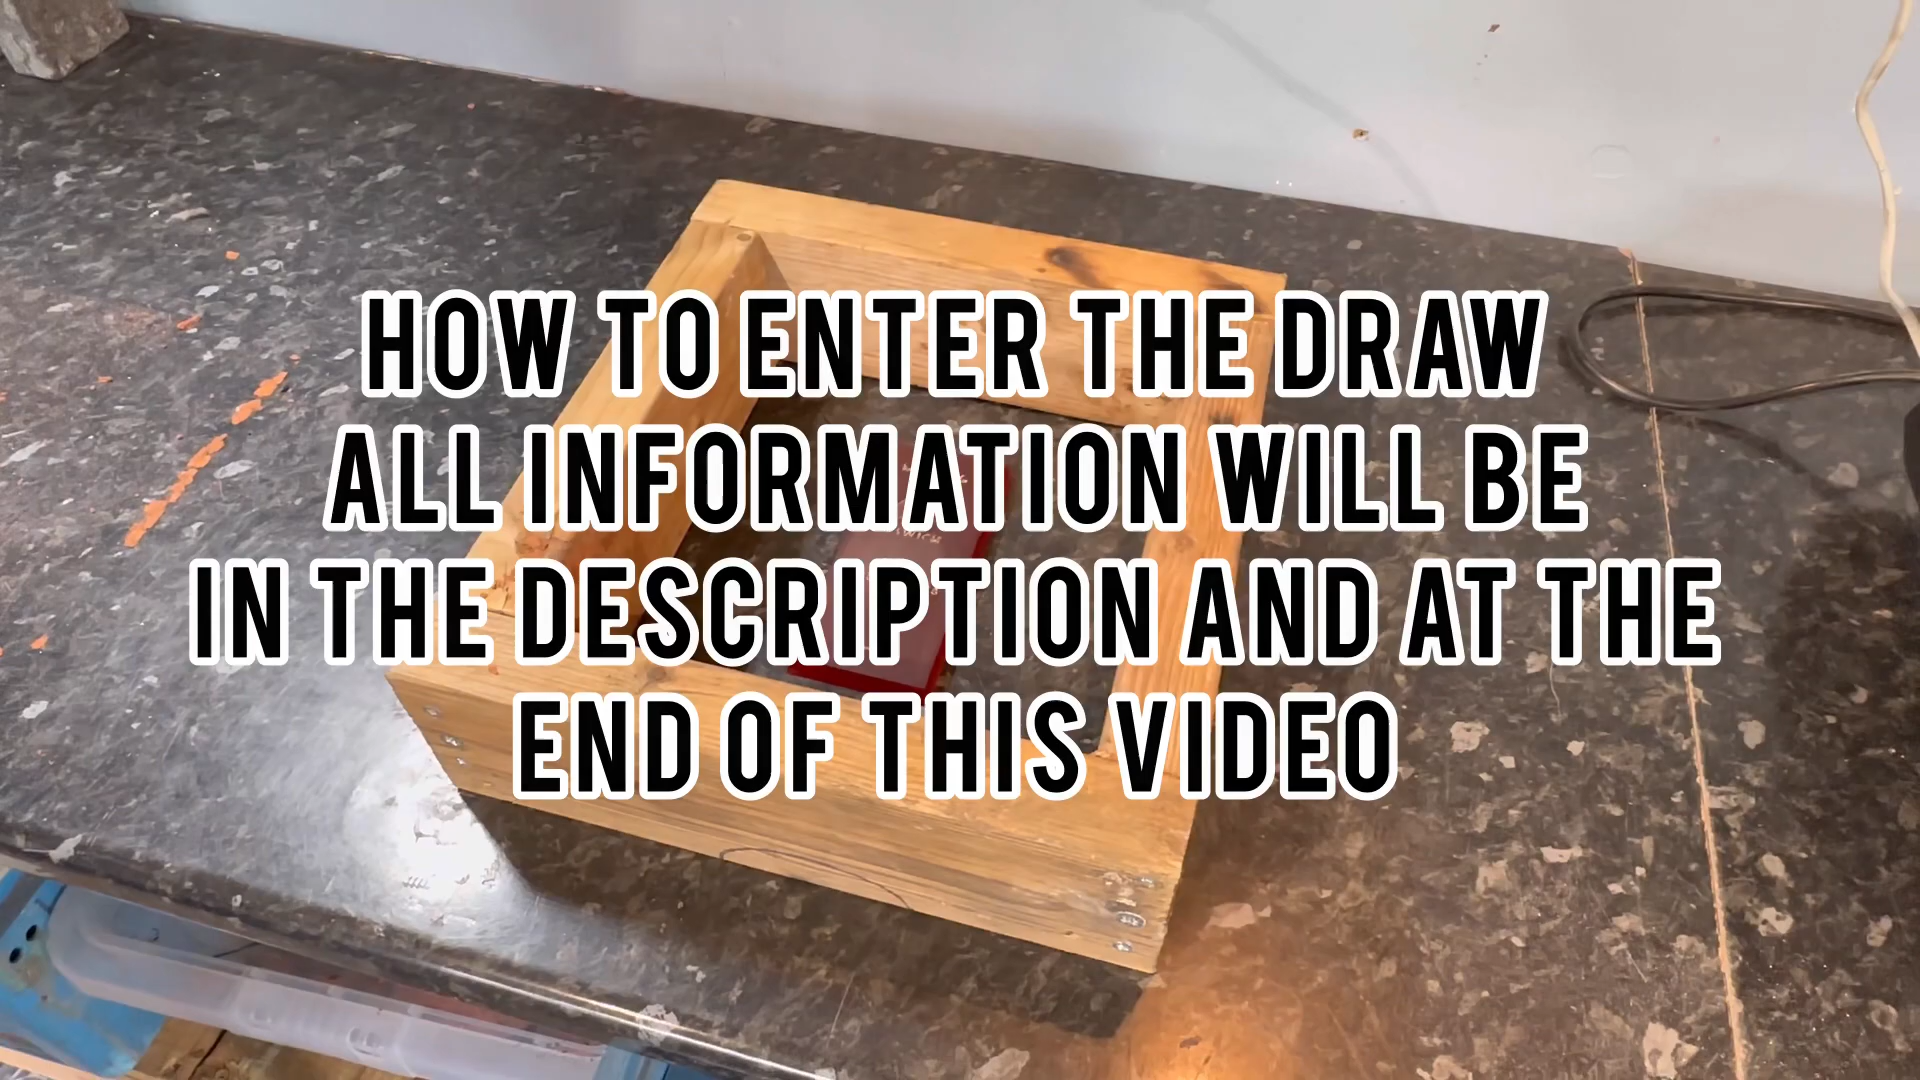 HOW TO ENTER THE DRAW
ALL INFORMATION WILL BE
IN THE DESCRIPTION AND AT THE
END OF THIS VIDEO